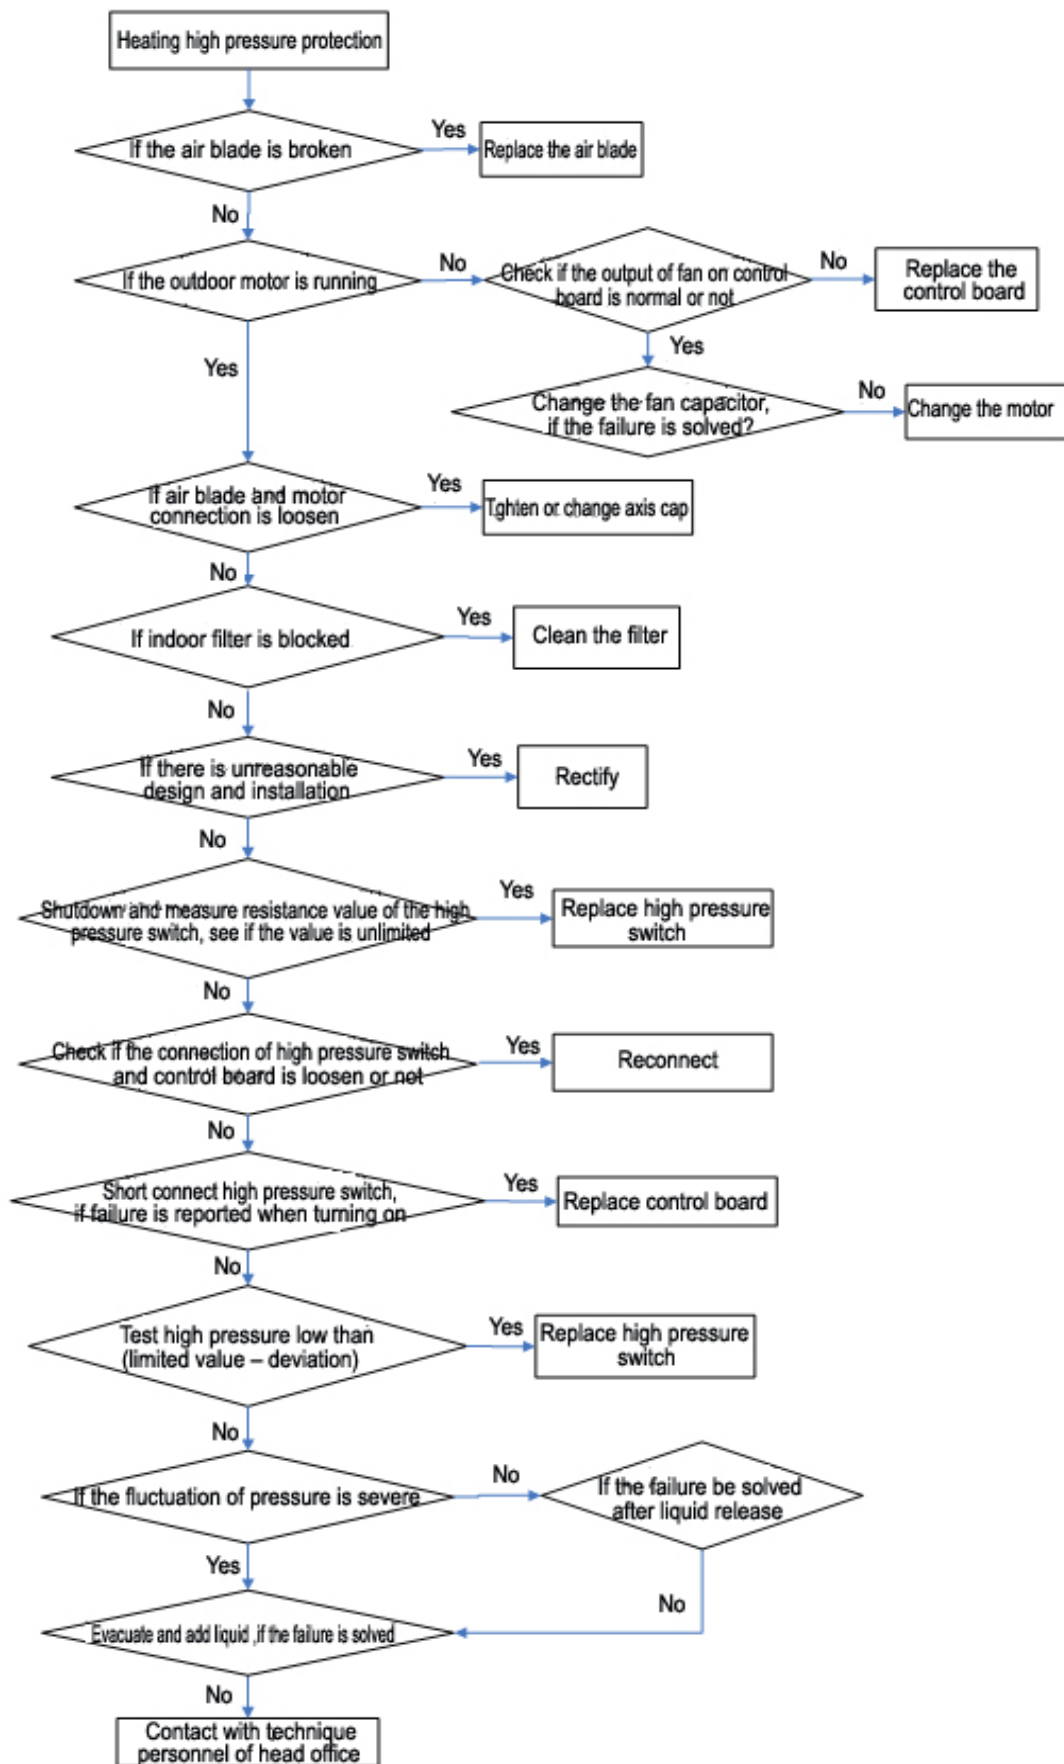 Heating high pressure protection
If the air blade is broken
Yes
Replace the air blade
No
If the outdoor motor is running
No
Check if the output of fan on control
board is normal or not
No
Replace the
control board
Yes
Yes
Change the fan capacitor,
if the failure is solved?
No
Change the motor
If air blade and motor
connection is loosen
Yes
Tghten or change axis cap
No
If indoor filter is blocked
Yes
Clean the filter
No
If there is unreasonable
design and installation
Yes
Rectify
No
Shutdown and measure resistance value of the high
pressure switch, see if the value is unlimited
Yes
Replace high pressure
switch
No
Check if the connection of high pressure switch
and control board is loosen or not
Yes
Reconnect
No
Short connect high pressure switch,
if failure is reported when turning on
Yes
Replace control board
No
Test high pressure low than
(limited value – deviation)
Yes
Replace high pressure
switch
No
If the fluctuation of pressure is severe
No
If the failure be solved
after liquid release
Yes
No
Evacuate and add liquid ,if the failure is solved
No
Contact with technique
personnel of head office